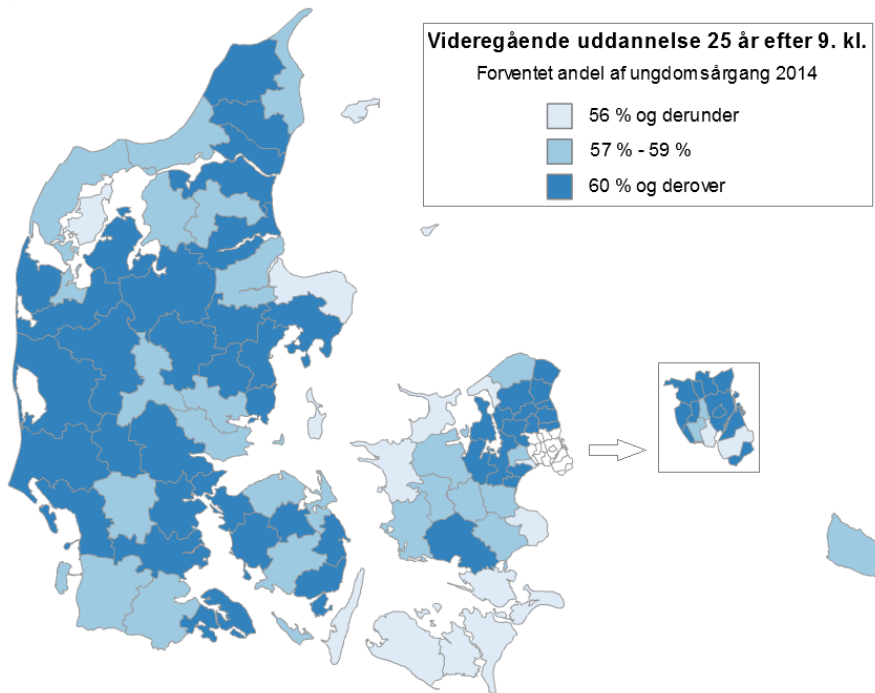 Videregående uddannelse 25 år efter 9. kl.
Forventet andel af ungdomsårgang 2014
56 % og derunder
57 % - 59 %
60 % og derover